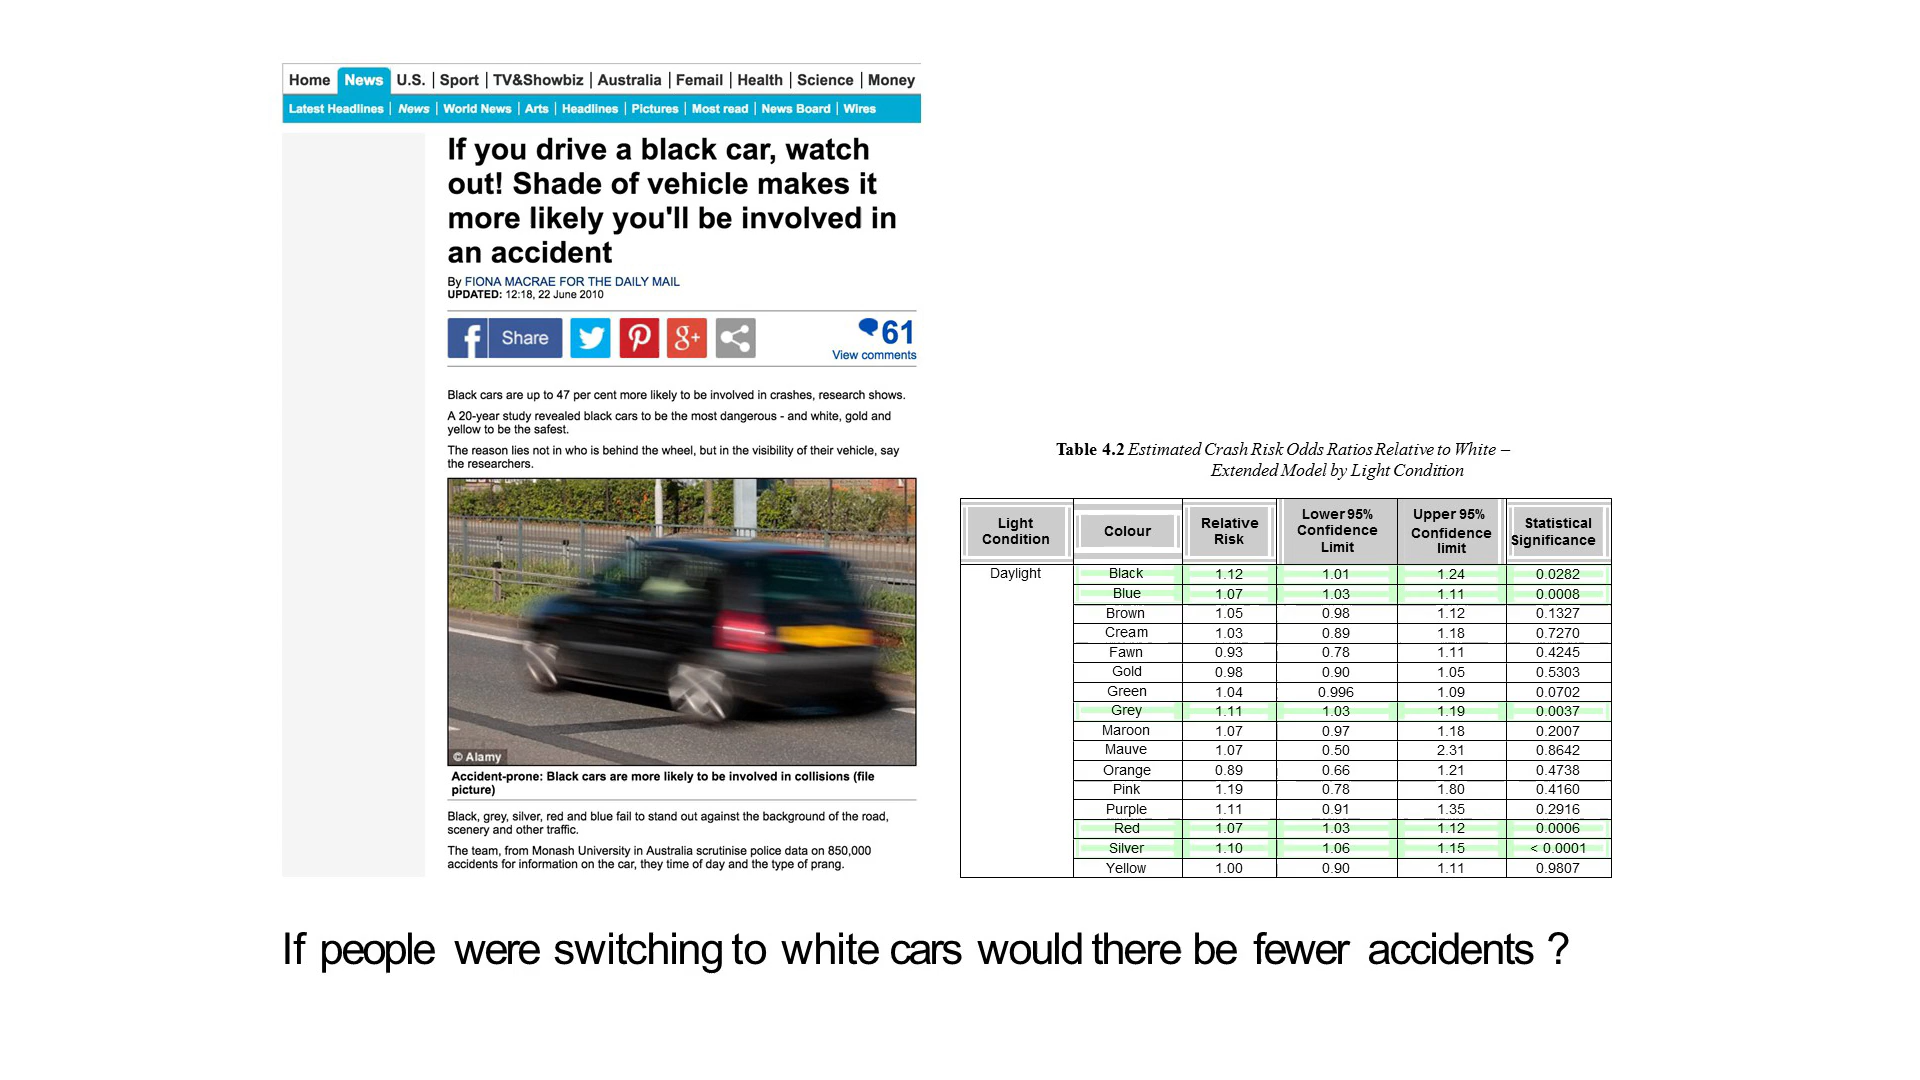 Home News U.S. | Sport | TV&Showbiz | Australia | Femail | Health | Science | Money
Latest Headlines | News | World News | Arts | Headlines | Pictures | Most read | News Board | Wires
If you drive a black car, watch
out! Shade of vehicle makes it
more likely you'll be involved in
an accident
By FIONA MACRAE FOR THE DAILY MAIL
UPDATED: 12:18, 22 June 2010
f Share g+ 61
View comments
Black cars are up to 47 per cent more likely to be involved in crashes, research shows.
A 20-year study revealed black cars to be the most dangerous - and white, gold and
yellow to be the safest.
The reason lies not in who is behind the wheel, but in the visibility of their vehicle, say
the researchers.
© Alamy
Accident-prone: Black cars are more likely to be involved in collisions (file
picture)
Black, grey, silver, red and blue fail to stand out against the background of the road,
scenery and other traffic.
The team, from Monash University in Australia scrutinise police data on 850,000
accidents for information on the car, they time of day and the type of prang.
Table 4.2 Estimated Crash Risk Odds Ratios Relative to White –
Extended Model by Light Condition
Light Condition Colour Relative Risk Lower 95% Confidence Limit Upper 95% Confidence limit Statistical Significance
Daylight Black 1.12 1.01 1.24 0.0282
Blue 1.07 1.03 1.11 0.0008
Brown 1.05 0.98 1.12 0.1327
Cream 1.03 0.89 1.18 0.7270
Fawn 0.93 0.78 1.11 0.4245
Gold 0.98 0.90 1.05 0.5303
Green 1.04 0.996 1.09 0.0702
Grey 1.11 1.03 1.19 0.0037
Maroon 1.07 0.97 1.18 0.2007
Mauve 1.07 0.50 2.31 0.8642
Orange 0.89 0.66 1.21 0.4738
Pink 1.19 0.78 1.80 0.4160
Purple 1.11 0.91 1.35 0.2916
Red 1.07 1.03 1.12 0.0006
Silver 1.10 1.06 1.15 < 0.0001
Yellow 1.00 0.90 1.11 0.9807
If people were switching to white cars would there be fewer accidents ?